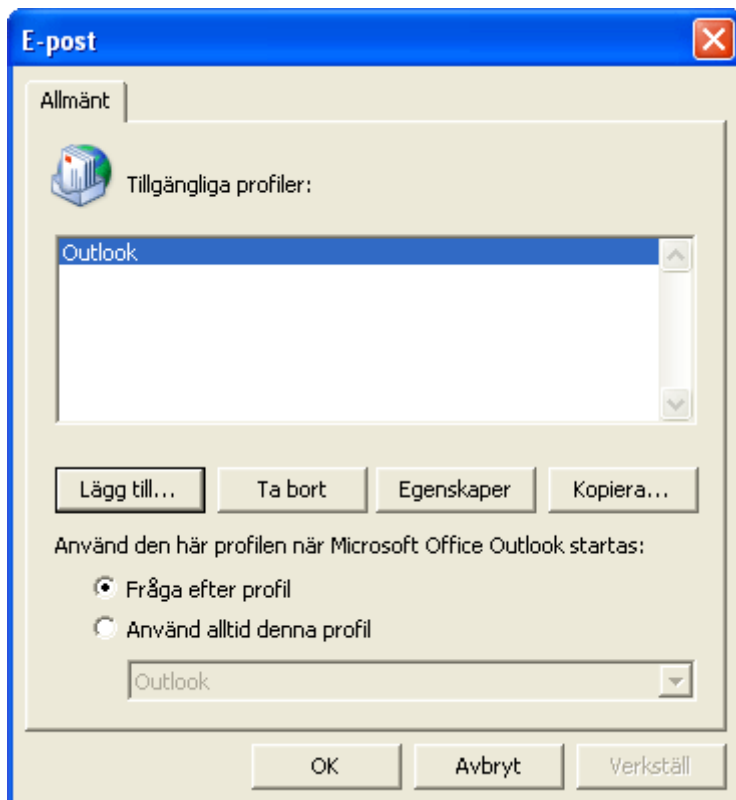 E-post
Allmänt
Tillgängliga profiler:
Outlook
Lägg till... Ta bort Egenskaper Kopiera...
Använd den här profilen när Microsoft Office Outlook startas:
Fråga efter profil
Använd alltid denna profil
Outlook
OK Avbryt Verkställ